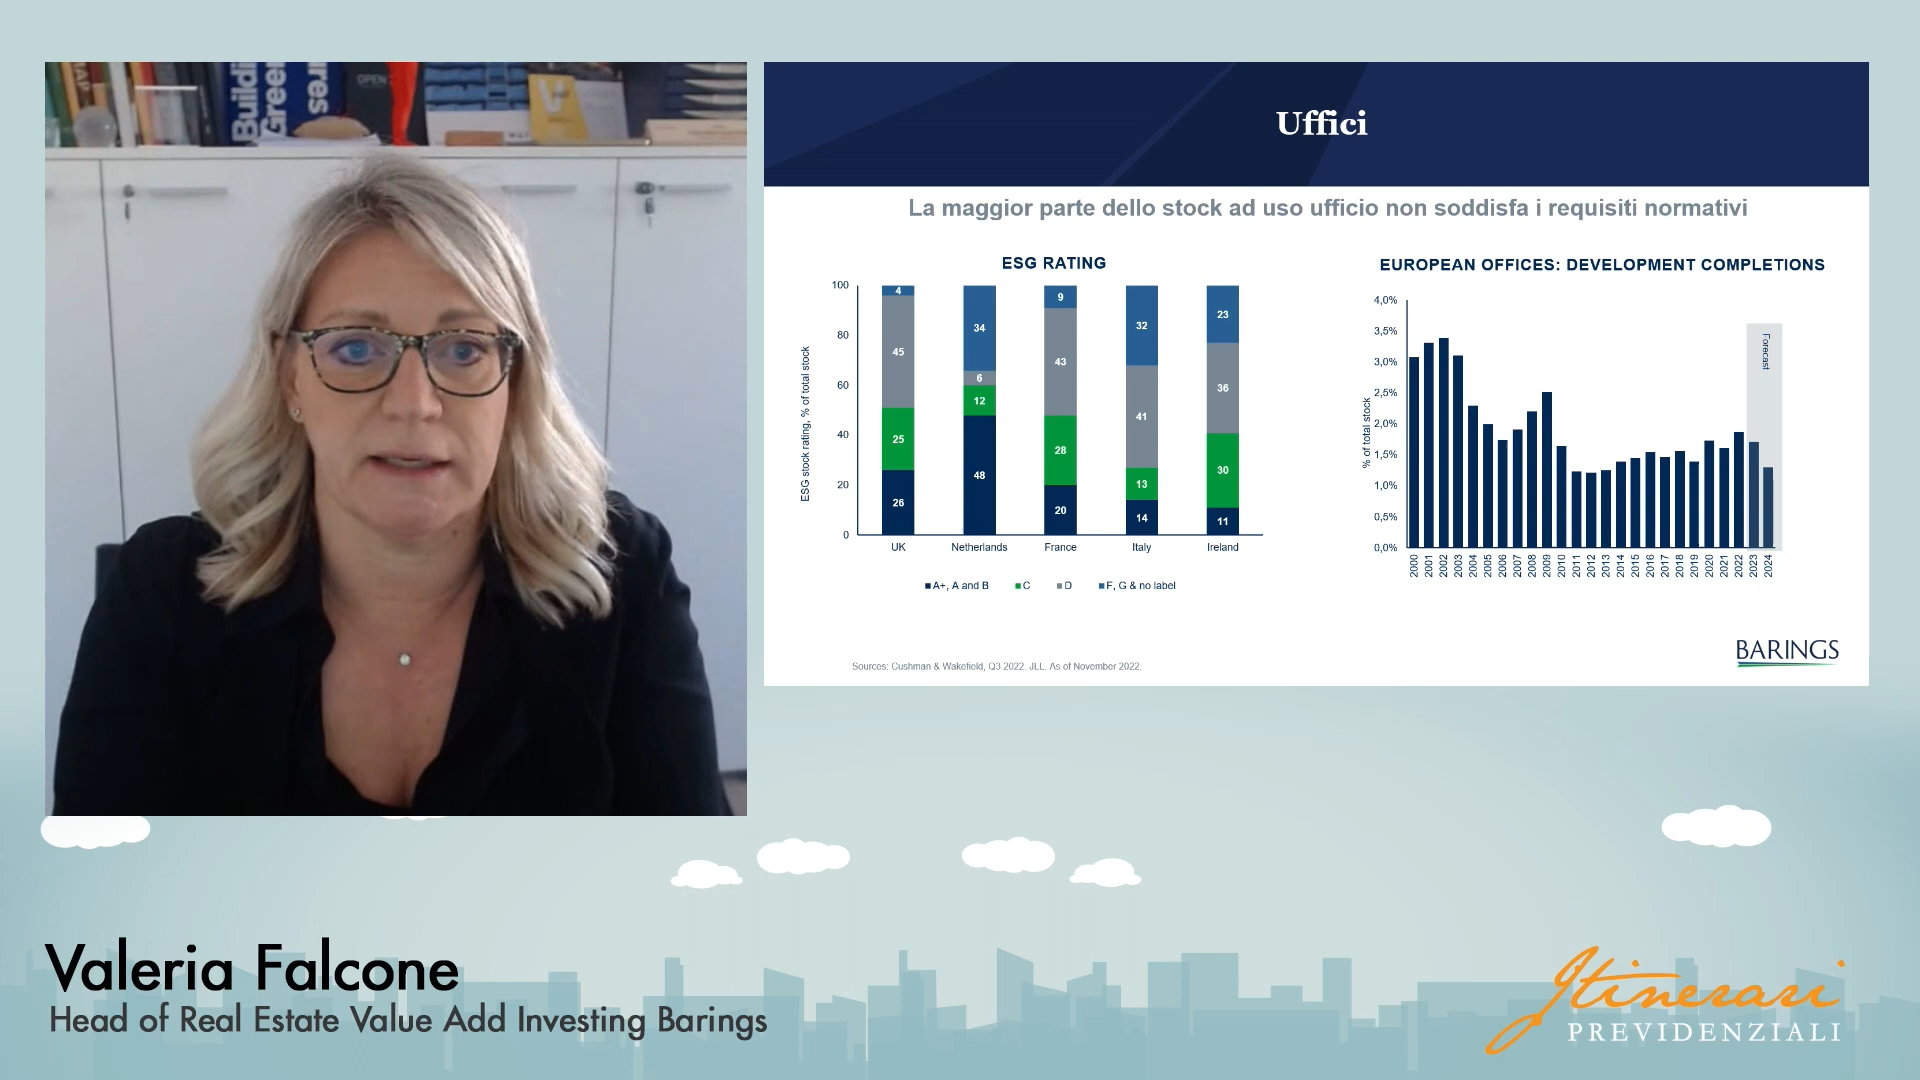 Building
Green
OPEN
Uffici
La maggior parte dello stock ad uso ufficio non soddisfa i requisiti normativi
ESG RATING
ESG stock rating, % of total stock
100
80
60
40
20
0
4
45
25
26
34
6
12
48
9
43
28
20
32
41
13
14
23
36
30
11
UK Netherlands France Italy Ireland
A+, A and B C D F, G & no label
EUROPEAN OFFICES: DEVELOPMENT COMPLETIONS
% of total stock
4,0%
3,5%
3,0%
2,5%
2,0%
1,5%
1,0%
0,5%
0,0%
Forecast
2000 2001 2002 2003 2004 2005 2006 2007 2008 2009 2010 2011 2012 2013 2014 2015 2016 2017 2018 2019 2020 2021 2022 2023 2024
Sources: Cushman & Wakefield, Q3 2022. JLL. As of November 2022.
BARINGS
Valeria Falcone
Head of Real Estate Value Add Investing Barings
Itinerari
PREVIDENZIALI